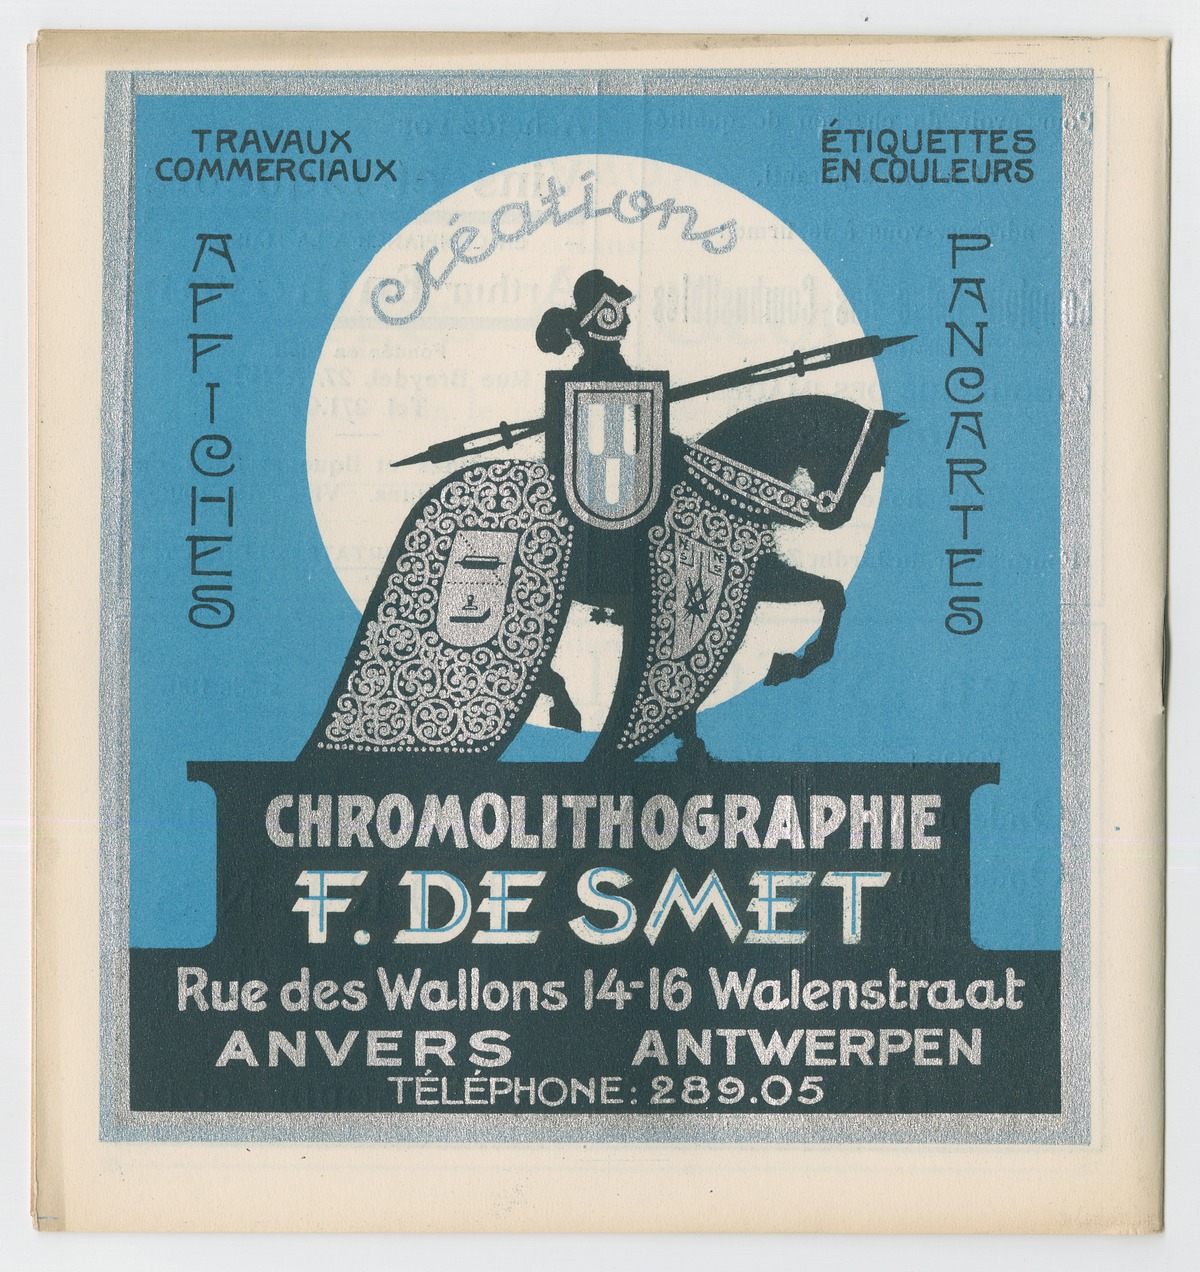 TRAVAUX
COMMERCIAUX
ÉTIQUETTES
EN COULEURS
créations
AFFICHES
PANCARTES
CHROMOLITHOGRAPHIE
F. DE SMET
Rue des Wallons 14-16 Walenstraat
ANVERS ANTWERPEN
TÉLÉPHONE: 289.05